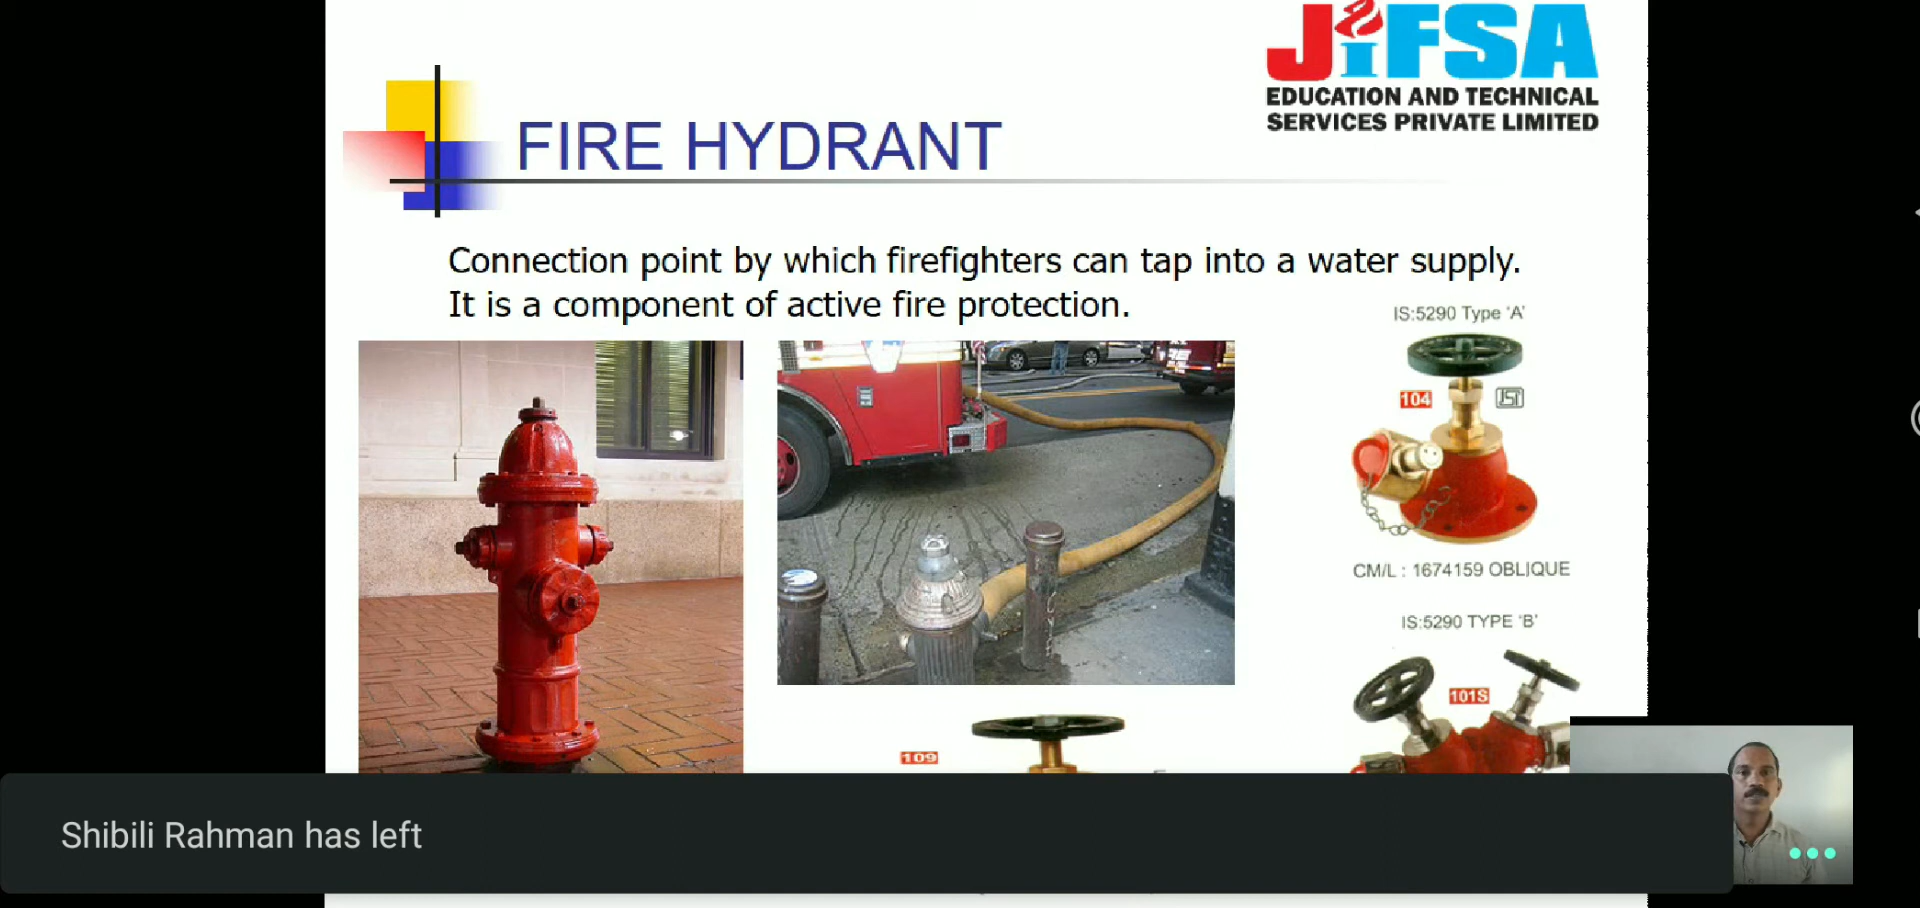 JiFSA
EDUCATION AND TECHNICAL
SERVICES PRIVATE LIMITED
FIRE HYDRANT
Connection point by which firefighters can tap into a water supply.
It is a component of active fire protection.
IS:5290 Type 'A'
104
ISI
CM/L : 1674159 OBLIQUE
IS:5290 TYPE 'B'
101S
109
Shibili Rahman has left